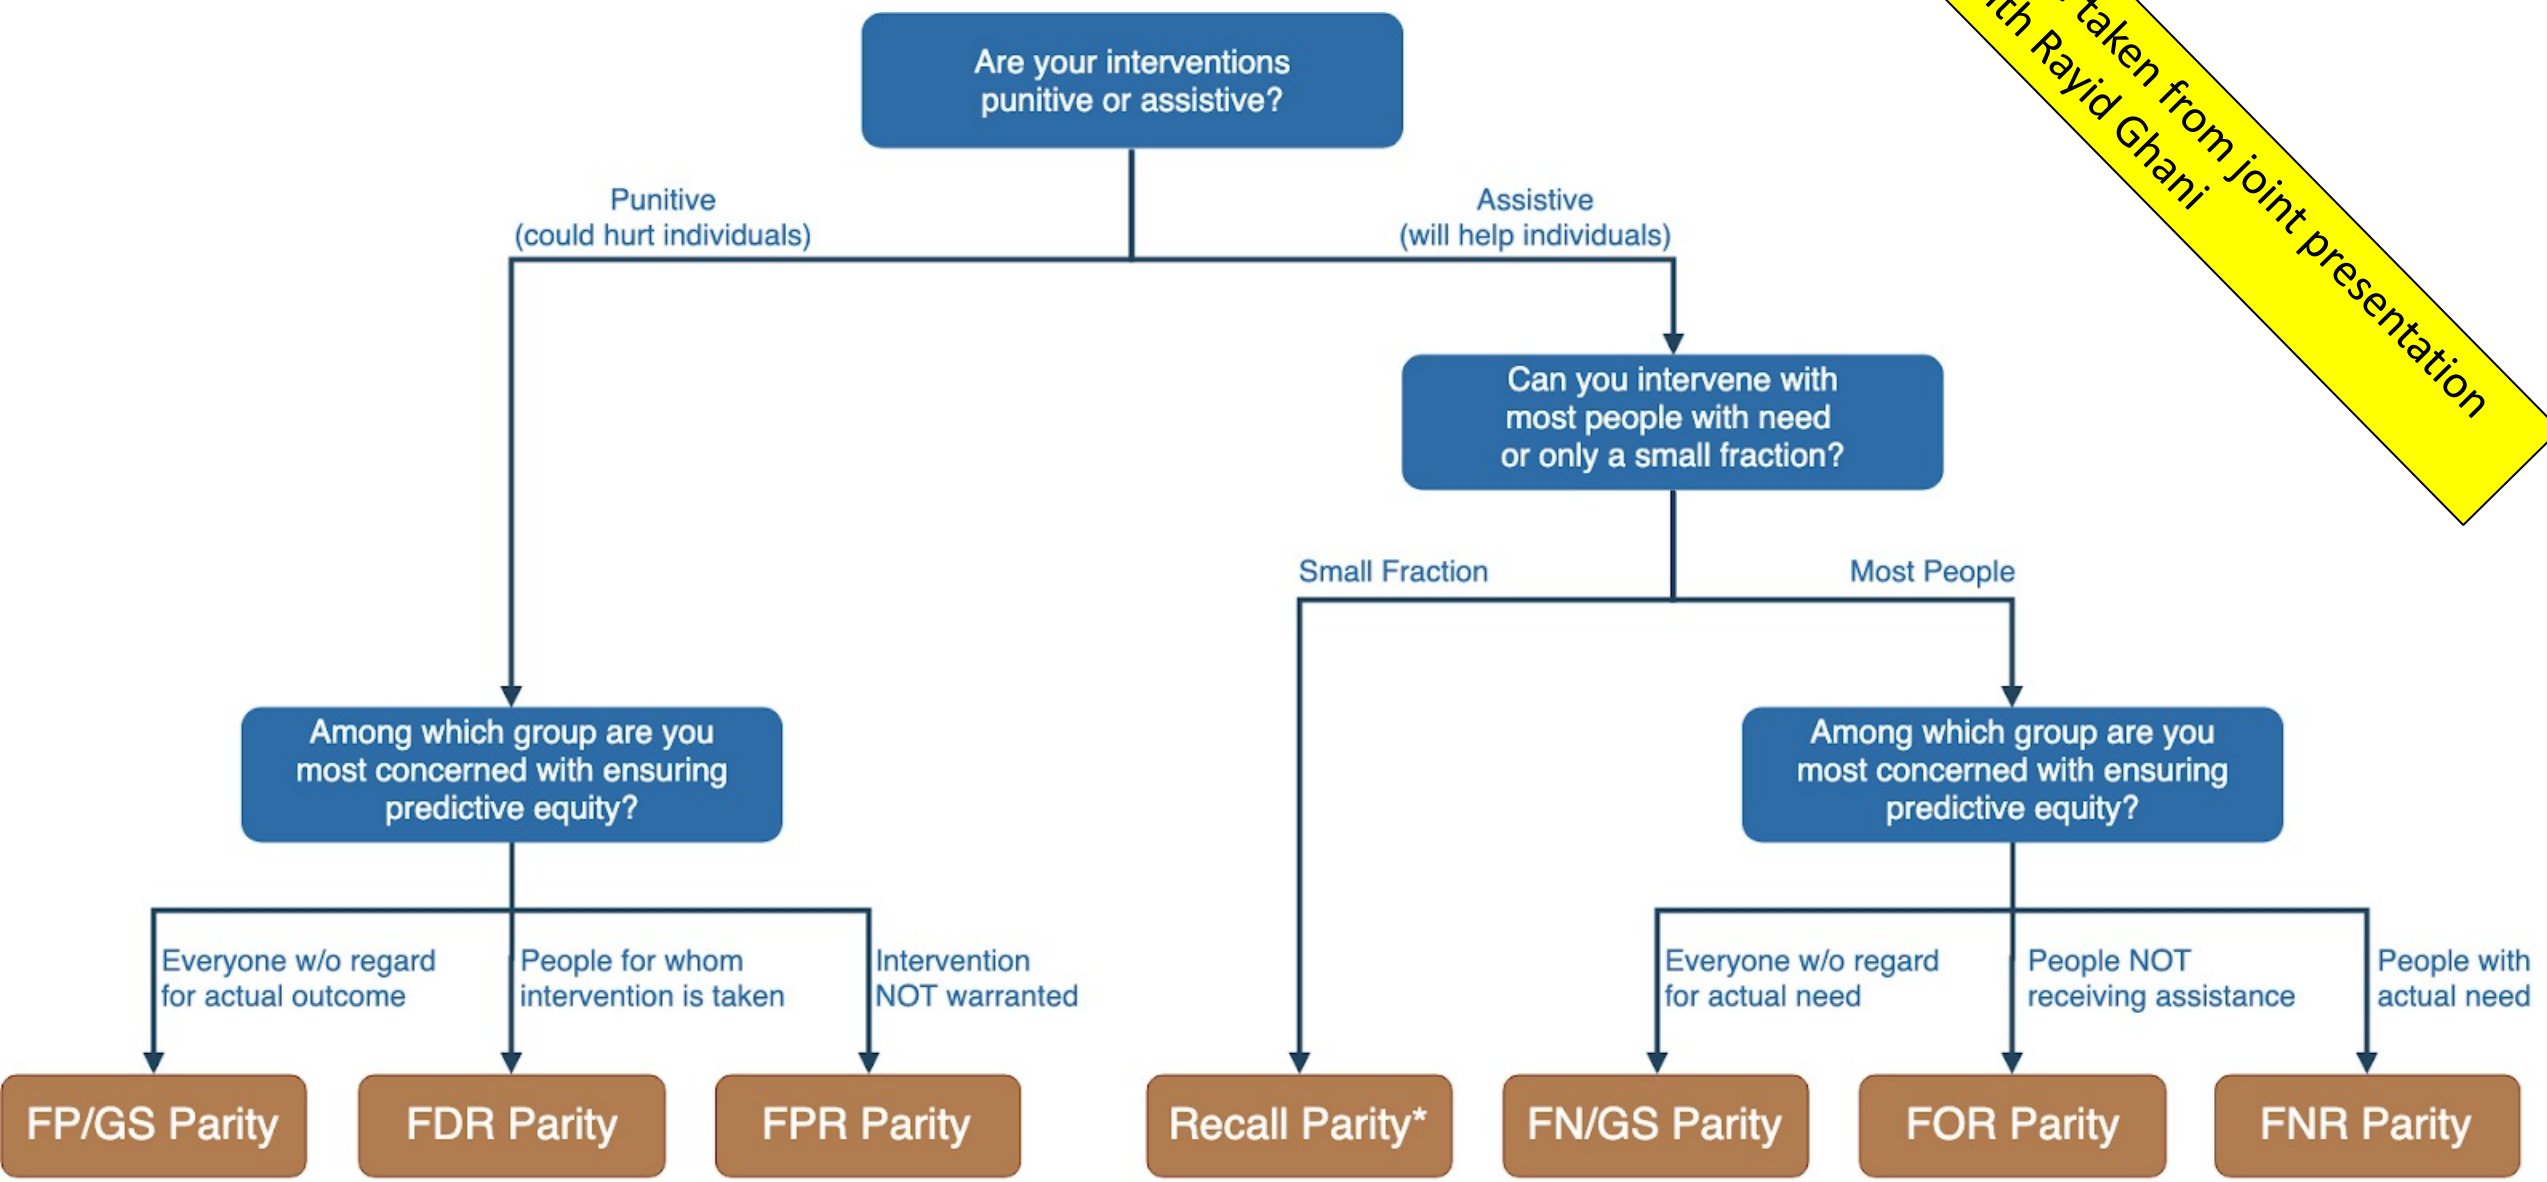 Are your interventions
punitive or assistive?
taken from joint presentation
Rayid Ghani
Punitive
(could hurt individuals)
Assistive
(will help individuals)
Can you intervene with
most people with need
or only a small fraction?
Small Fraction
Most People
Among which group are you
most concerned with ensuring
predictive equity?
Among which group are you
most concerned with ensuring
predictive equity?
Everyone w/o regard
for actual outcome
People for whom
intervention is taken
Intervention
NOT warranted
Everyone w/o regard
for actual need
People NOT
receiving assistance
People with
actual need
FP/GS Parity
FDR Parity
FPR Parity
Recall Parity*
FN/GS Parity
FOR Parity
FNR Parity